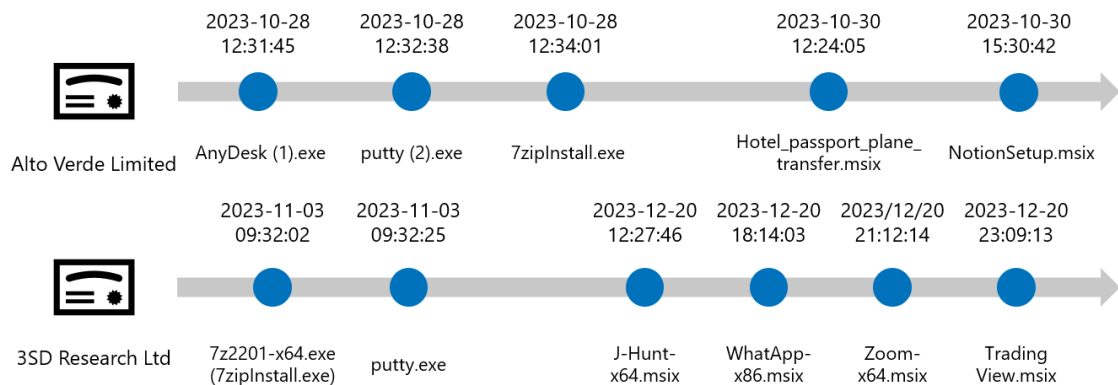 2023-10-28
12:31:45
2023-10-28
12:32:38
2023-10-28
12:34:01
2023-10-30
12:24:05
2023-10-30
15:30:42
Alto Verde Limited
AnyDesk (1).exe
putty (2).exe
7zipInstall.exe
Hotel_passport_plane_
transfer.msix
NotionSetup.msix
2023-11-03
09:32:02
2023-11-03
09:32:25
2023-12-20
12:27:46
2023-12-20
18:14:03
2023/12/20
21:12:14
2023-12-20
23:09:13
3SD Research Ltd
7z2201-x64.exe
(7zipInstall.exe)
putty.exe
J-Hunt-
x64.msix
WhatApp-
x86.msix
Zoom-
x64.msix
Trading
View.msix